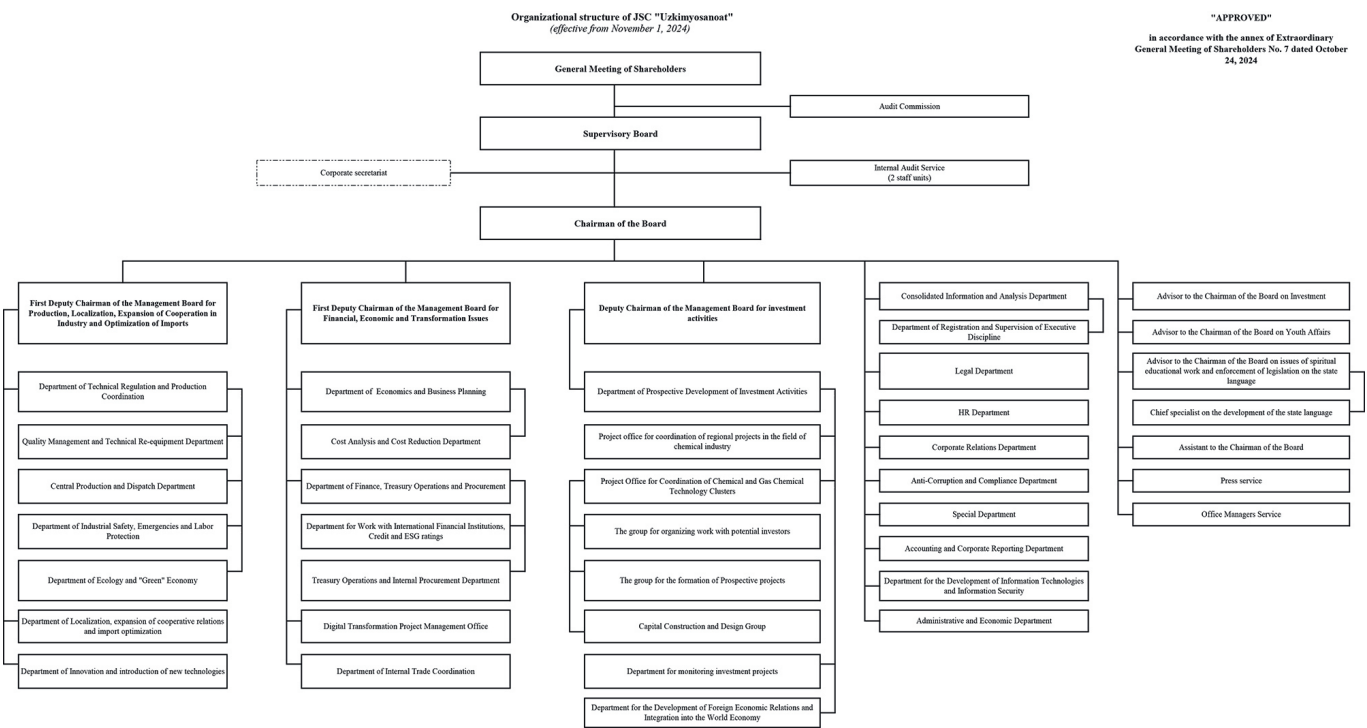 Organizational structure of JSC "Uzkimyosanoat"
(effective from November 1, 2024)
"APPROVED"
in accordance with the annex of Extraordinary
General Meeting of Shareholders No. 7 dated October
24, 2024
General Meeting of Shareholders
Audit Commission
Supervisory Board
Corporate secretariat
Internal Audit Service
(2 staff units)
Chairman of the Board
First Deputy Chairman of the Management Board for
Production, Localization, Expansion of Cooperation in
Industry and Optimization of Imports
Department of Technical Regulation and Production
Coordination
Quality Management and Technical Re-equipment Department
Central Production and Dispatch Department
Department of Industrial Safety, Emergencies and Labor
Protection
Department of Ecology and "Green" Economy
Department of Localization, expansion of cooperative relations
and import optimization
Department of Innovation and introduction of new technologies
First Deputy Chairman of the Management Board for
Financial, Economic and Transformation Issues
Department of Economics and Business Planning
Cost Analysis and Cost Reduction Department
Department of Finance, Treasury Operations and Procurement
Department for Work with International Financial Institutions,
Credit and ESG ratings
Treasury Operations and Internal Procurement Department
Digital Transformation Project Management Office
Department of Internal Trade Coordination
Deputy Chairman of the Management Board for investment
activities
Department of Prospective Development of Investment Activities
Project office for coordination of regional projects in the field of
chemical industry
Project Office for Coordination of Chemical and Gas Chemical
Technology Clusters
The group for organizing work with potential investors
The group for the formation of Prospective projects
Capital Construction and Design Group
Department for monitoring investment projects
Department for the Development of Foreign Economic Relations and
Integration into the World Economy
Consolidated Information and Analysis Department
Department of Registration and Supervision of Executive
Discipline
Legal Department
HR Department
Corporate Relations Department
Anti-Corruption and Compliance Department
Special Department
Accounting and Corporate Reporting Department
Department for the Development of Information Technologies
and Information Security
Administrative and Economic Department
Advisor to the Chairman of the Board on Investment
Advisor to the Chairman of the Board on Youth Affairs
Advisor to the Chairman of the Board on issues of spiritual
educational work and enforcement of legislation on the state
language
Chief specialist on the development of the state language
Assistant to the Chairman of the Board
Press service
Office Managers Service